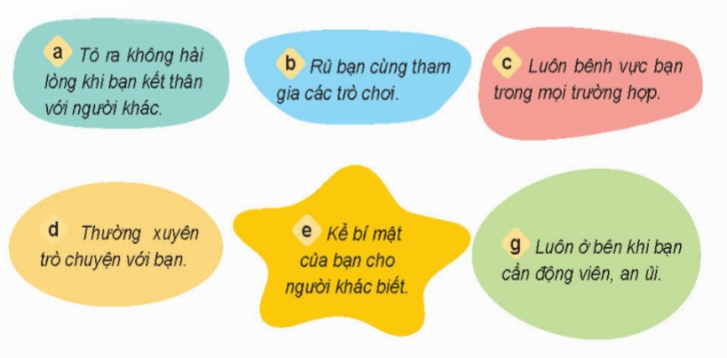 a Tỏ ra không hài
lòng khi bạn kết thân
với người khác.
b Rủ bạn cùng tham
gia các trò chơi.
c Luôn bênh vực bạn
trong mọi trường hợp.
d Thường xuyên
trò chuyện với bạn.
e Kể bí mật
của bạn cho
người khác biết.
g Luôn ở bên khi bạn
cần động viên, an ủi.